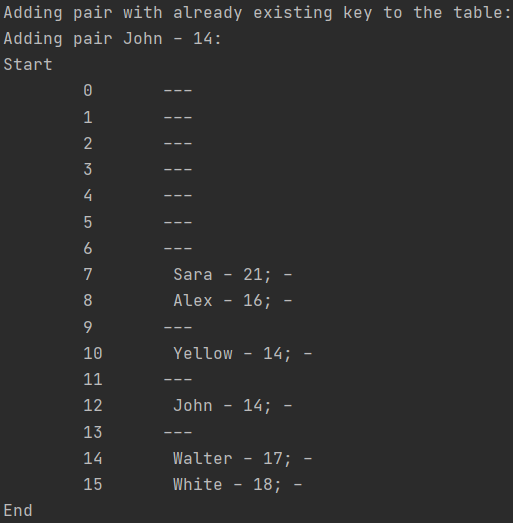 Adding pair with already existing key to the table:
Adding pair John - 14:
Start
0 ---
1 ---
2 ---
3 ---
4 ---
5 ---
6 ---
7 Sara - 21; -
8 Alex - 16; -
9 ---
10 Yellow - 14; -
11 ---
12 John - 14; -
13 ---
14 Walter - 17; -
15 White - 18; -
End